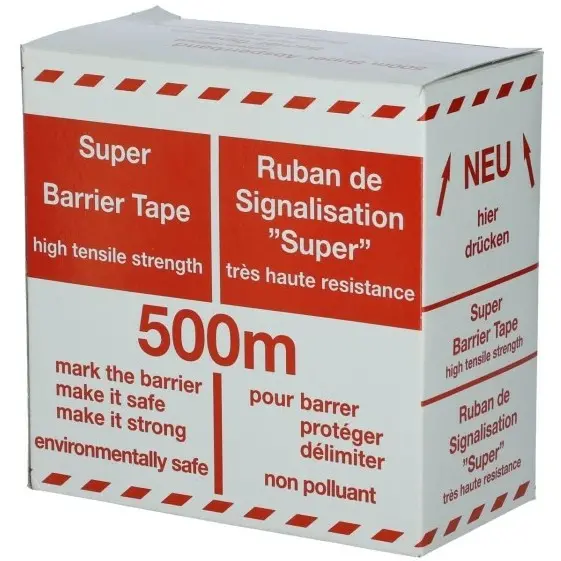 Super
Barrier Tape
high tensile strength
Ruban de
Signalisation
"Super"
très haute resistance
500m
mark the barrier
make it safe
make it strong
environmentally safe
pour barrer
protéger
délimiter
non polluant
NEU
hier
drücken
Super
Barrier Tape
high tensile strength
Ruban de
Signalisation
"Super"
très haute resistance